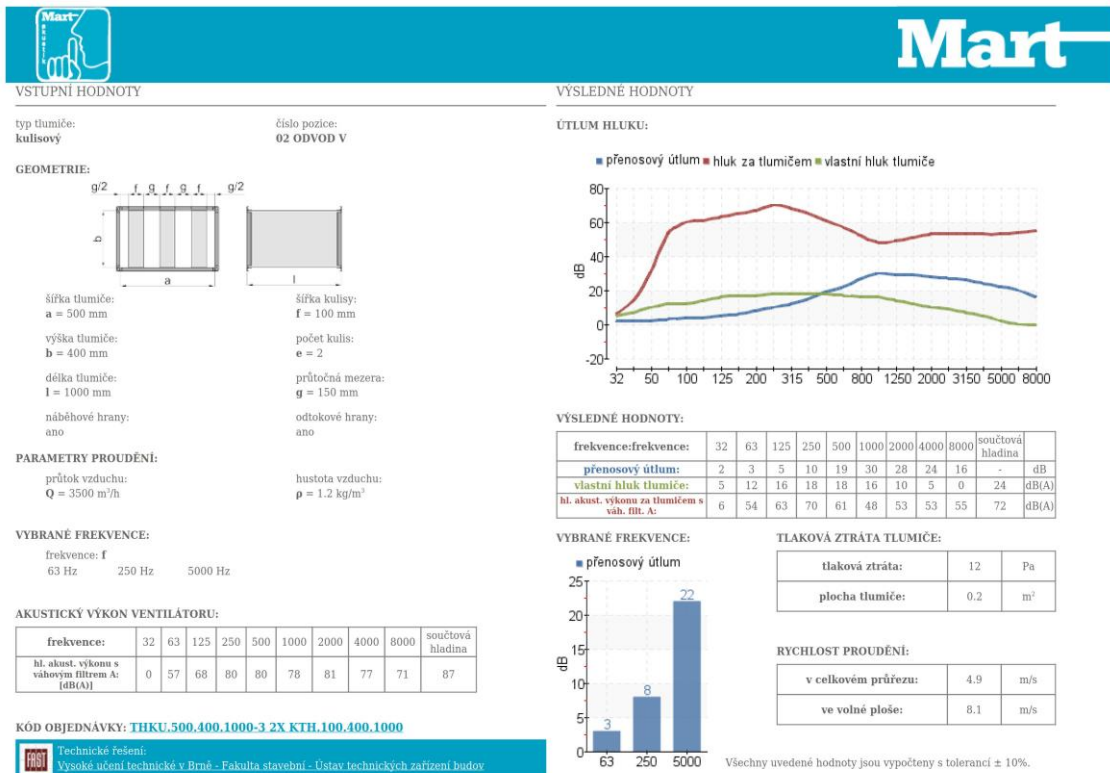 Mart
akustik
Mart
VSTUPNÍ HODNOTY
typ tlumiče:
kulisový
číslo pozice:
02 ODVOD V
GEOMETRIE:
g/2 f g f g f g/2
b
a
l
šířka tlumiče:
a = 500 mm
šířka kulisy:
f = 100 mm
výška tlumiče:
b = 400 mm
počet kulis:
e = 2
délka tlumiče:
l = 1000 mm
průtočná mezera:
g = 150 mm
náběhové hrany:
ano
odtokové hrany:
ano
PARAMETRY PROUDĚNÍ:
průtok vzduchu:
Q = 3500 m³/h
hustota vzduchu:
ρ = 1.2 kg/m³
VYBRANÉ FREKVENCE:
frekvence: f
63 Hz 250 Hz 5000 Hz
AKUSTICKÝ VÝKON VENTILÁTORU:
frekvence: 32 63 125 250 500 1000 2000 4000 8000 součtová hladina
hl. akust. výkonu s
váhovým filtrem A:
[dB(A)]
0 57 68 80 80 78 81 77 71 87
KÓD OBJEDNÁVKY: THKU.500.400.1000-3 2X KTH.100.400.1000
FAST
Technické řešení:
Vysoké učení technické v Brně - Fakulta stavební - Ústav technických zařízení budov
VÝSLEDNÉ HODNOTY
ÚTLUM HLUKU:
přenosový útlum hluk za tlumičem vlastní hluk tlumiče
80
60
40
20
0
-20
dB
32 50 100 125 200 315 500 800 1250 2000 3150 5000 8000
VÝSLEDNÉ HODNOTY:
frekvence:frekvence: 32 63 125 250 500 1000 2000 4000 8000 součtová hladina
přenosový útlum: 2 3 5 10 19 30 28 24 16 - dB
vlastní hluk tlumiče: 5 12 16 18 18 16 10 5 0 24 dB(A)
hl. akust. výkonu za tlumičem s
váh. filt. A:
6 54 63 70 61 48 53 53 55 72 dB(A)
VYBRANÉ FREKVENCE:
přenosový útlum
25
20
15
10
5
0
dB
3 8 22
63 250 5000
TLAKOVÁ ZTRÁTA TLUMIČE:
tlaková ztráta: 12 Pa
plocha tlumiče: 0.2 m²
RYCHLOST PROUDĚNÍ:
v celkovém průřezu: 4.9 m/s
ve volné ploše: 8.1 m/s
Všechny uvedené hodnoty jsou vypočteny s tolerancí ± 10%.